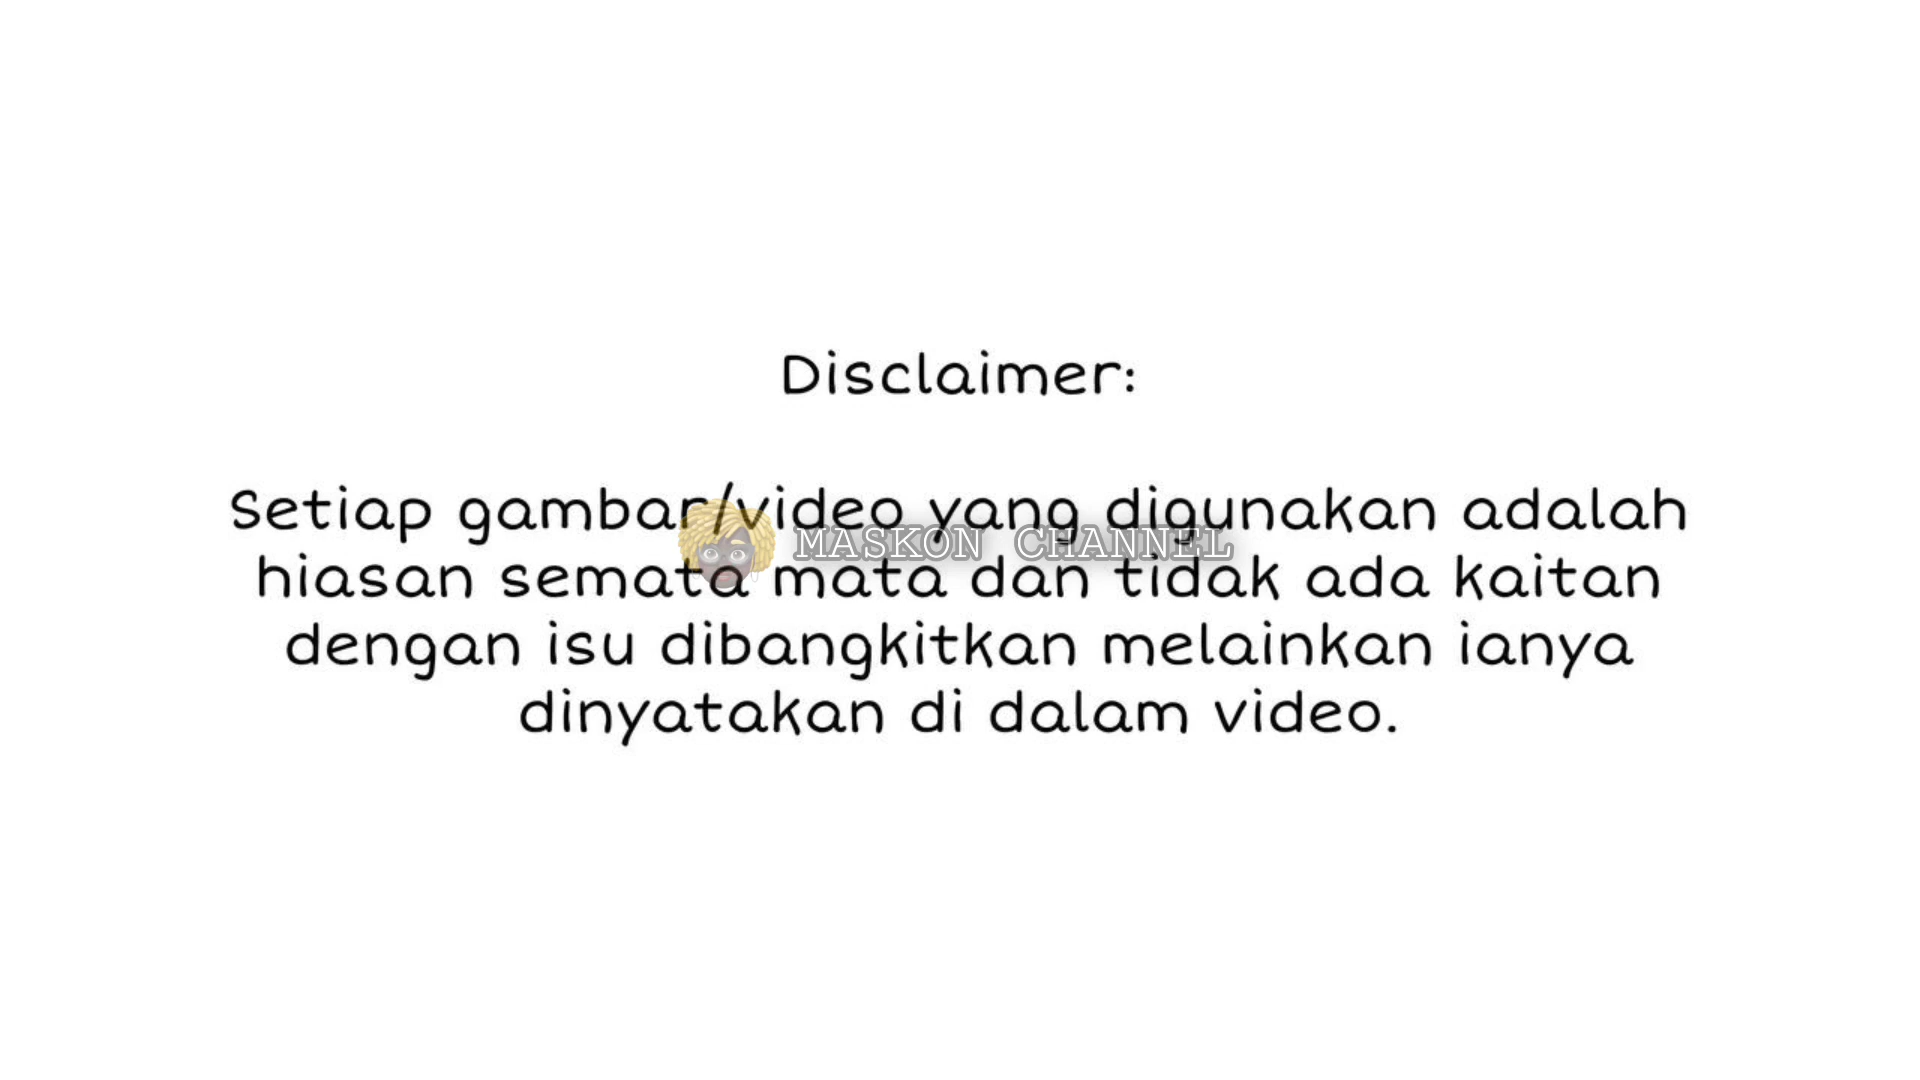 Disclaimer:
Setiap gambar/video yang digunakan adalah
MASKON CHANNEL
hiasan semata mata dan tidak ada kaitan
dengan isu dibangkitkan melainkan ianya
dinyatakan di dalam video.